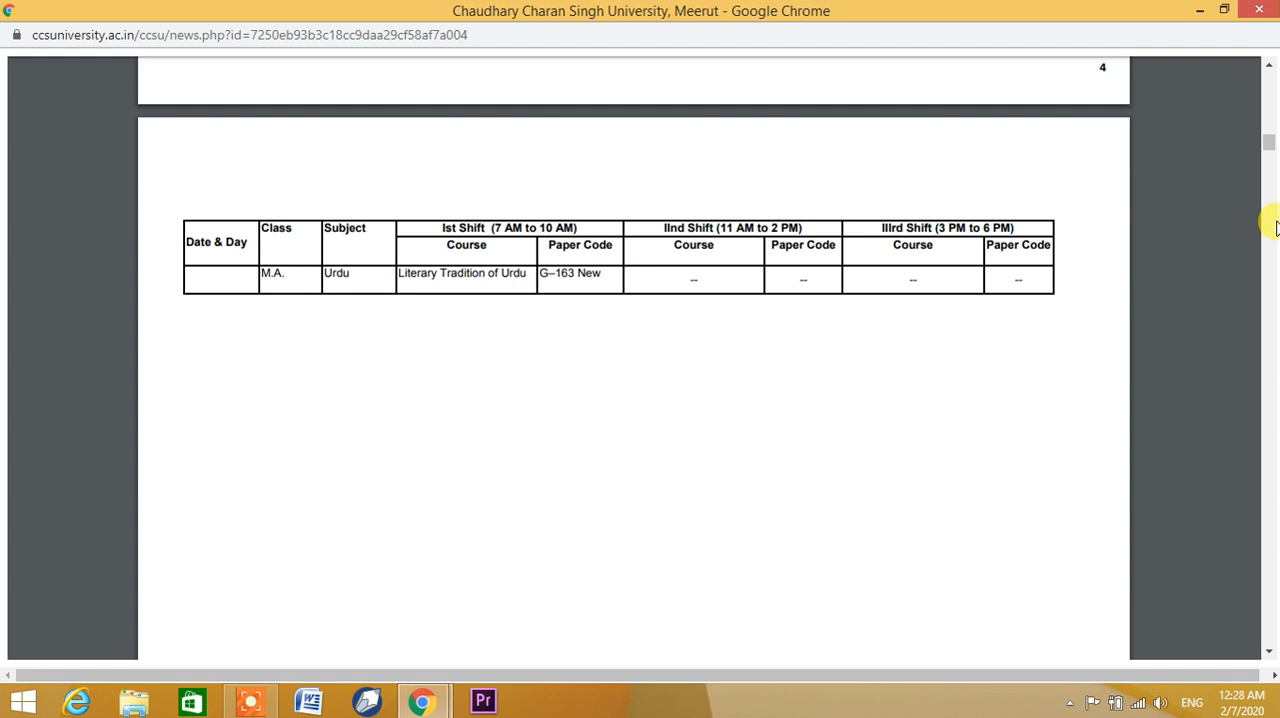 Chaudhary Charan Singh University, Meerut - Google Chrome
ccsuniversity.ac.in/ccsu/news.php?id=7250eb93b3c18cc9daa29cf58af7a004
4
Date & Day Class Subject Ist Shift (7 AM to 10 AM) IInd Shift (11 AM to 2 PM) IIIrd Shift (3 PM to 6 PM)
Course Paper Code Course Paper Code Course Paper Code
M.A. Urdu Literary Tradition of Urdu G–163 New -- -- -- --
W
Pr
ENG
12:28 AM
2/7/2020